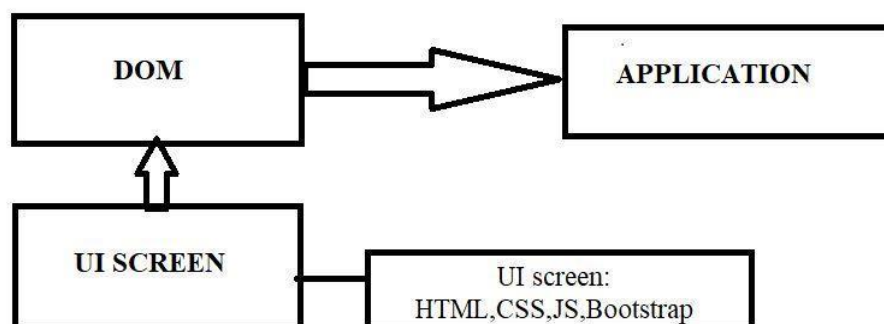 DOM
APPLICATION
UI SCREEN
UI screen:
HTML,CSS,JS,Bootstrap